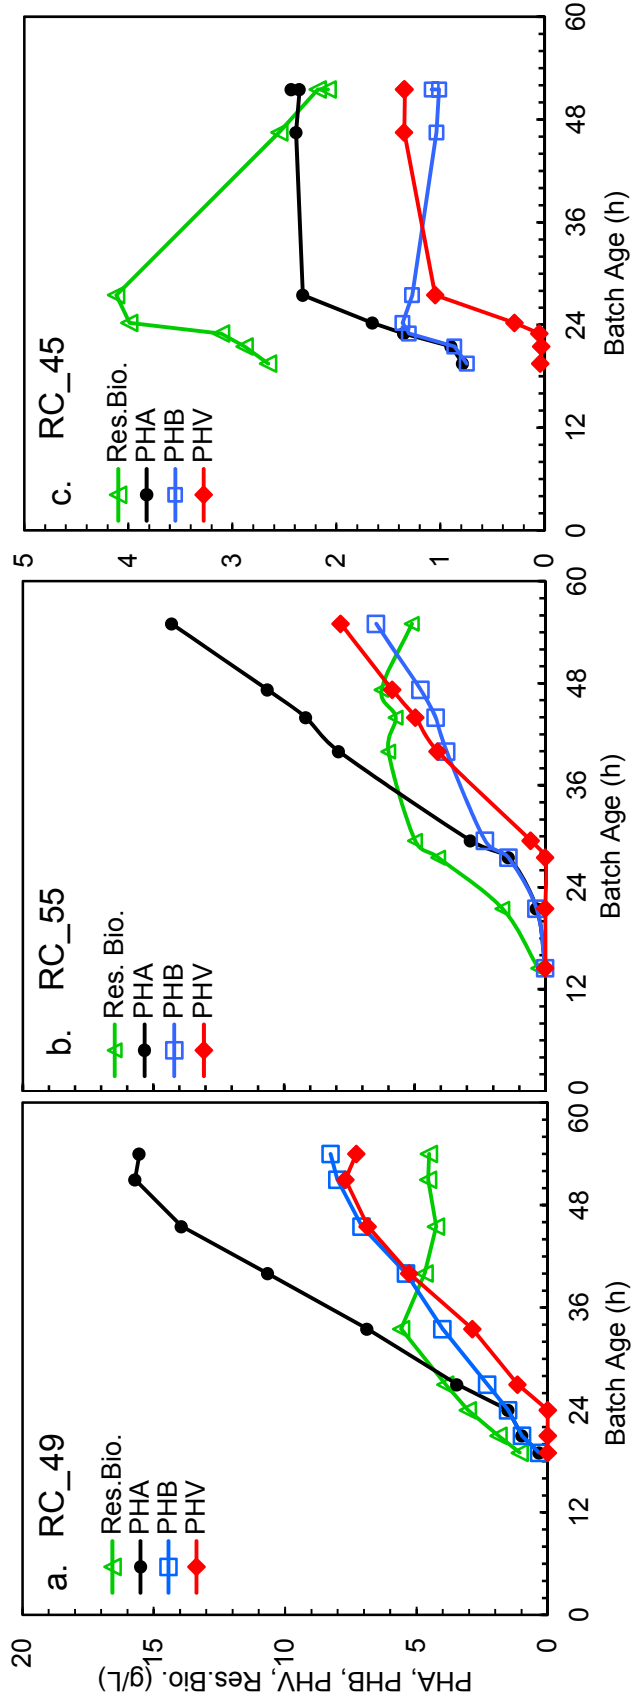 a. RC_49
Res.Bio.
PHA
PHB
PHV
20
15
10
5
0
PHA, PHB, PHV, Res.Bio. (g/L)
0 12 24 36 48 60
Batch Age (h)
b. RC_55
Res. Bio.
PHA
PHB
PHV
0 12 24 36 48 60
Batch Age (h)
c. RC_45
Res.Bio.
PHA
PHB
PHV
5
4
3
2
1
0
0 12 24 36 48 60
Batch Age (h)